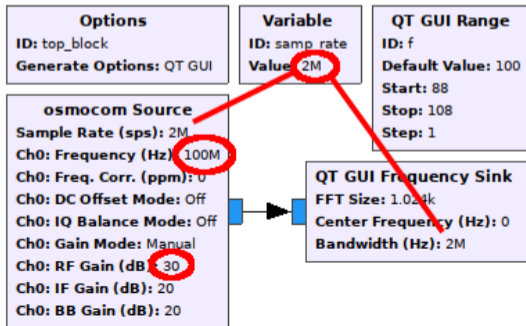 Options
ID: top_block
Generate Options: QT GUI
Variable
ID: samp_rate
Value: 2M
QT GUI Range
ID: f
Default Value: 100
Start: 88
Stop: 108
Step: 1
osmocom Source
Sample Rate (sps): 2M
Ch0: Frequency (Hz): 100M
Ch0: Freq. Corr. (ppm): 0
Ch0: DC Offset Mode: Off
Ch0: IQ Balance Mode: Off
Ch0: Gain Mode: Manual
Ch0: RF Gain (dB): 30
Ch0: IF Gain (dB): 20
Ch0: BB Gain (dB): 20
QT GUI Frequency Sink
FFT Size: 1.024k
Center Frequency (Hz): 0
Bandwidth (Hz): 2M